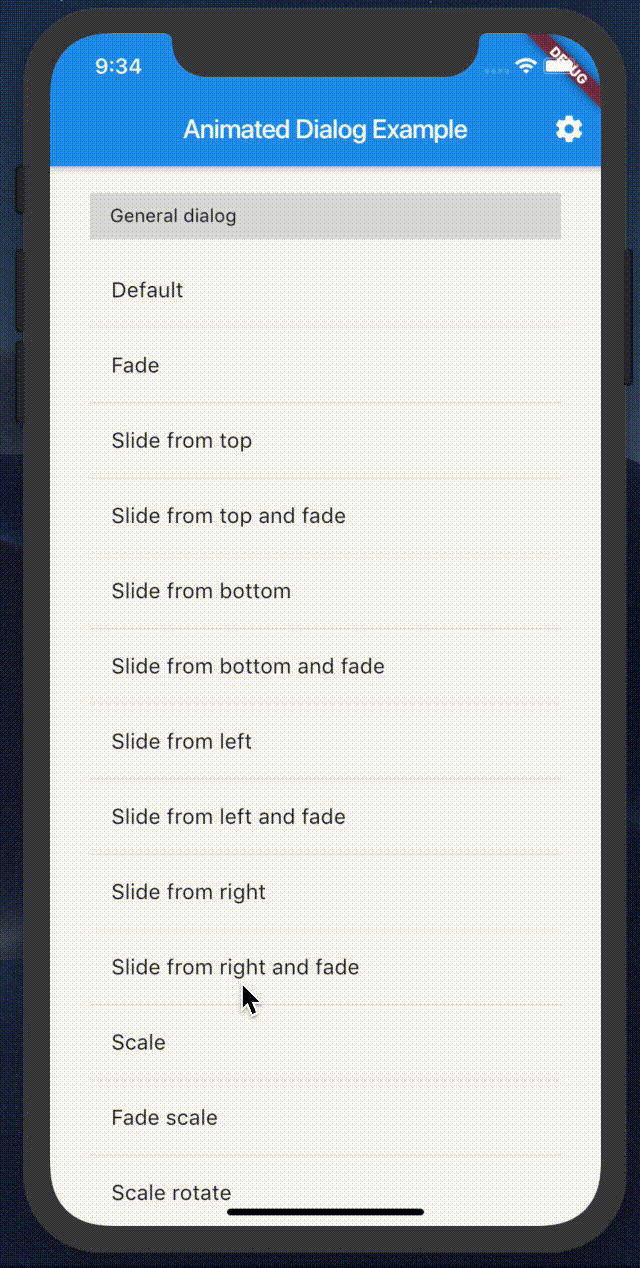 9:34
DEBUG
Animated Dialog Example
General dialog
Default
Fade
Slide from top
Slide from top and fade
Slide from bottom
Slide from bottom and fade
Slide from left
Slide from left and fade
Slide from right
Slide from right and fade
Scale
Fade scale
Scale rotate